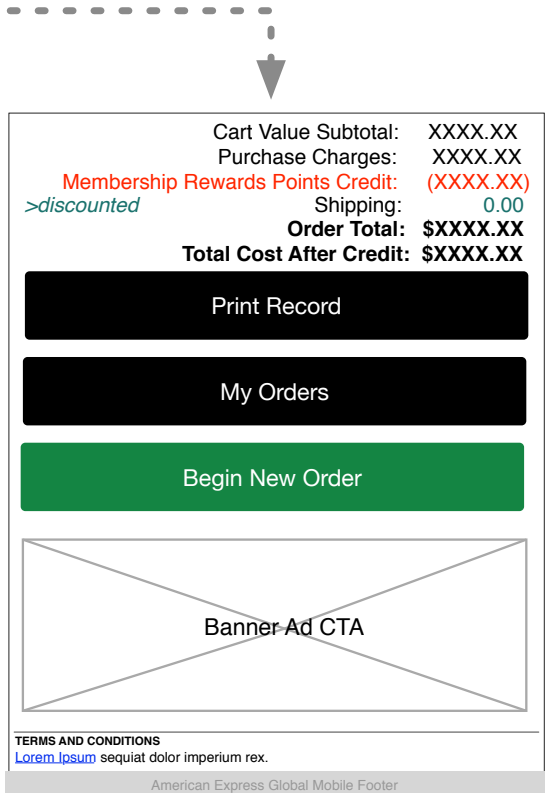 Cart Value Subtotal: XXXX.XX
Purchase Charges: XXXX.XX
Membership Rewards Points Credit: (XXXX.XX)
>discounted Shipping: 0.00
Order Total: $XXXX.XX
Total Cost After Credit: $XXXX.XX
Print Record
My Orders
Begin New Order
Banner Ad CTA
TERMS AND CONDITIONS
Lorem Ipsum sequiat dolor imperium rex.
American Express Global Mobile Footer